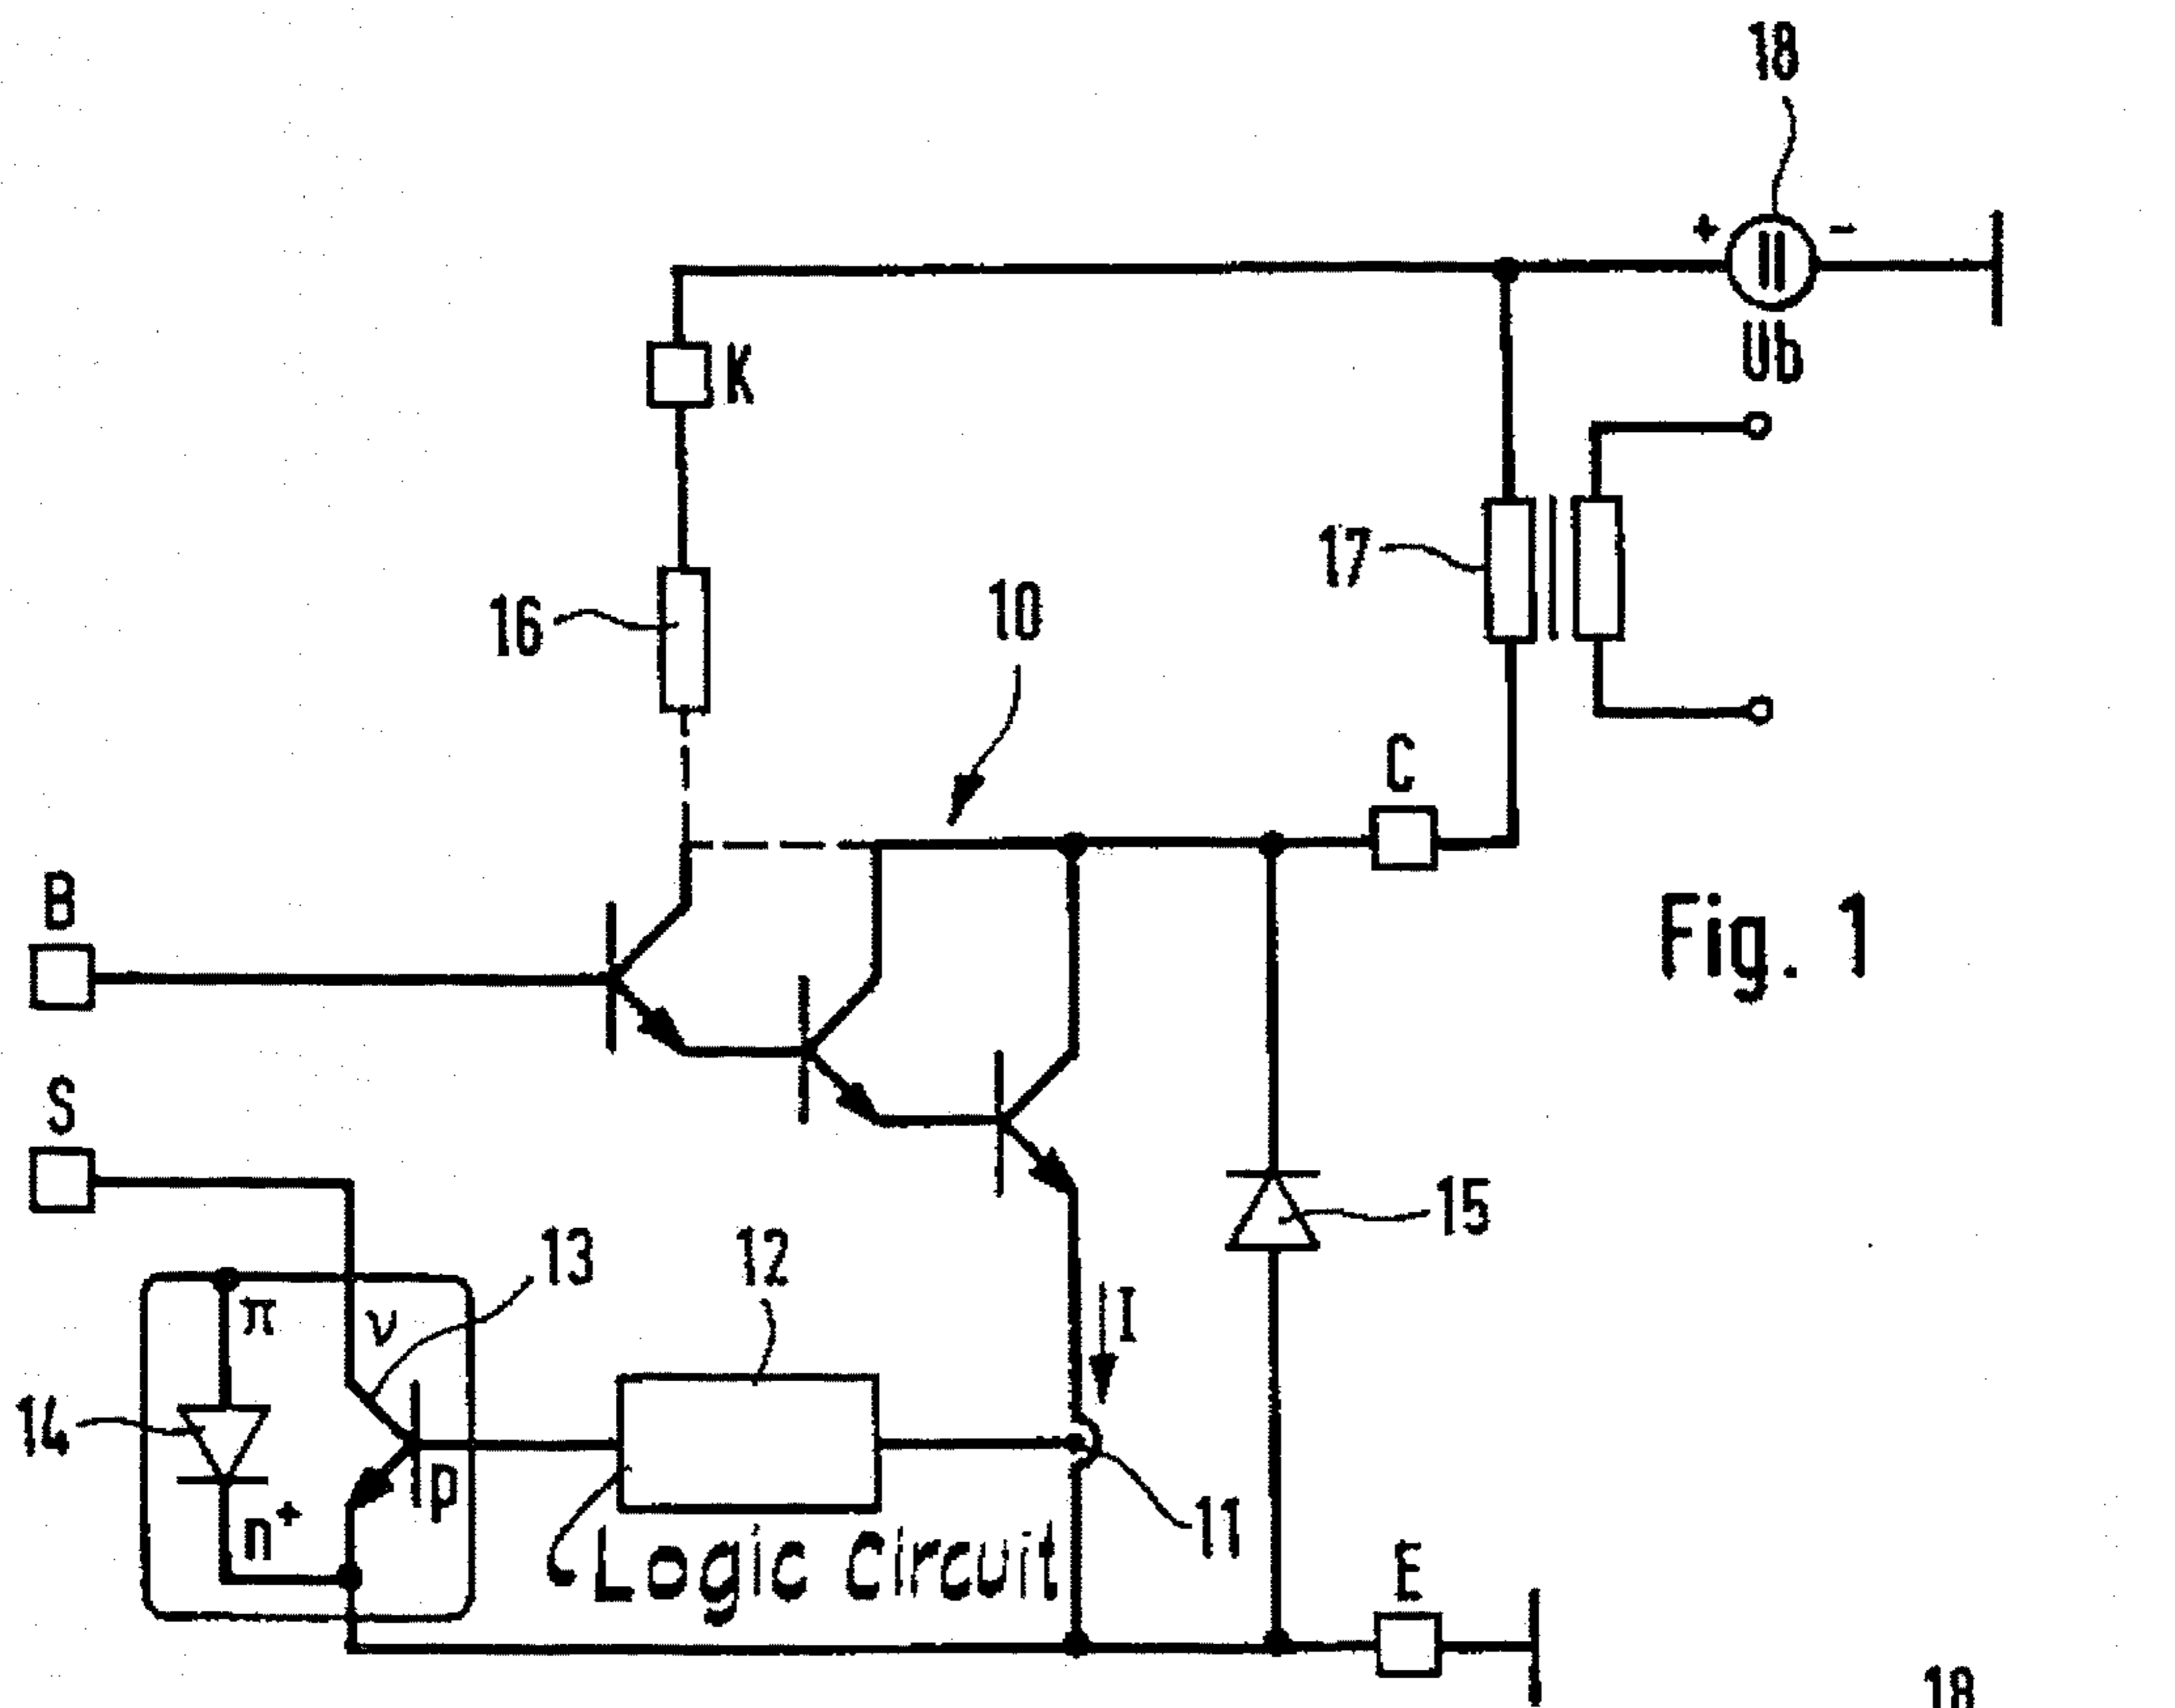 18
+ -
Ub
K
17
16
10
C
B
Fig. 1
S
15
13
12
I
π
ν
14
p
n+
11
Logic Circuit
E
18